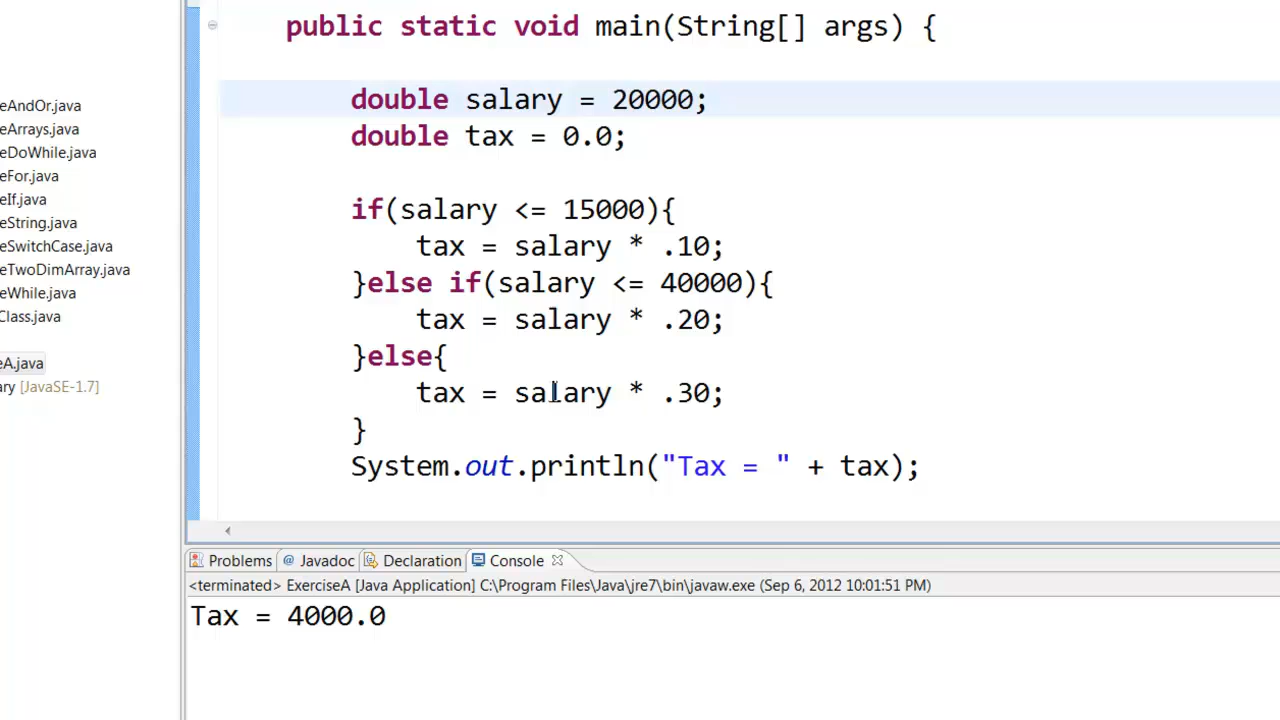 public static void main(String[] args) {
double salary = 20000;
double tax = 0.0;
if(salary <= 15000){
tax = salary * .10;
}else if(salary <= 40000){
tax = salary * .20;
}else{
tax = salary * .30;
}
System.out.println("Tax = " + tax);
eAndOr.java
eArrays.java
eDoWhile.java
eFor.java
eIf.java
eString.java
eSwitchCase.java
eTwoDimArray.java
eWhile.java
Class.java
eA.java
ary [JavaSE-1.7]
Problems @ Javadoc Declaration Console
<terminated> ExerciseA [Java Application] C:\Program Files\Java\jre7\bin\javaw.exe (Sep 6, 2012 10:01:51 PM)
Tax = 4000.0